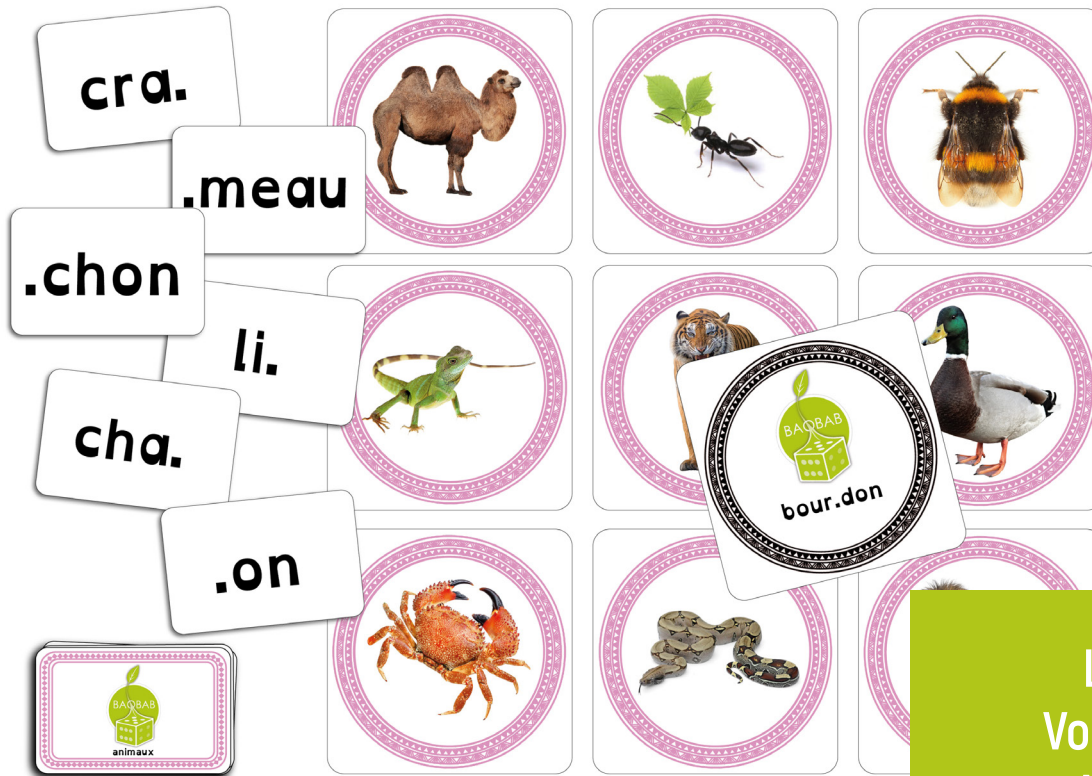 cra.
.meau
.chon
li.
cha.
.on
BAOBAB
bour.don
BAOBAB
animaux